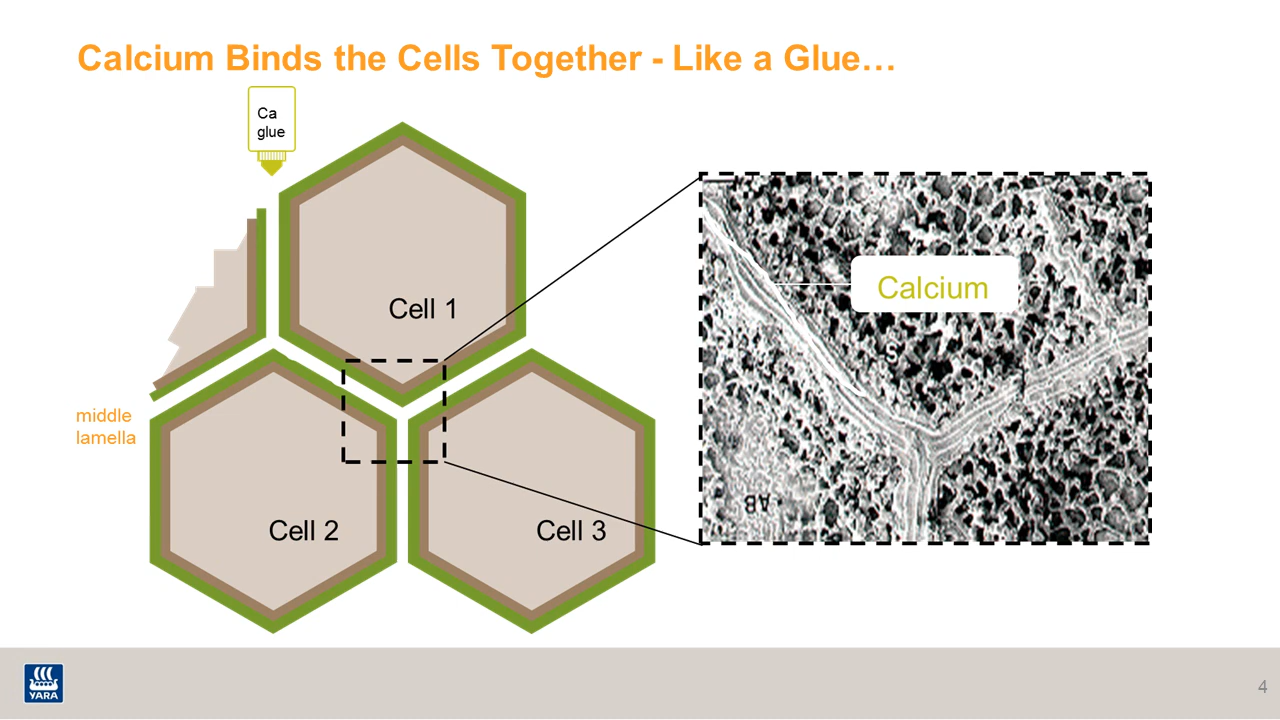 Calcium Binds the Cells Together - Like a Glue…
Ca
glue
Cell 1
Calcium
S
middle
lamella
AB
Cell 2
Cell 3
YARA
4